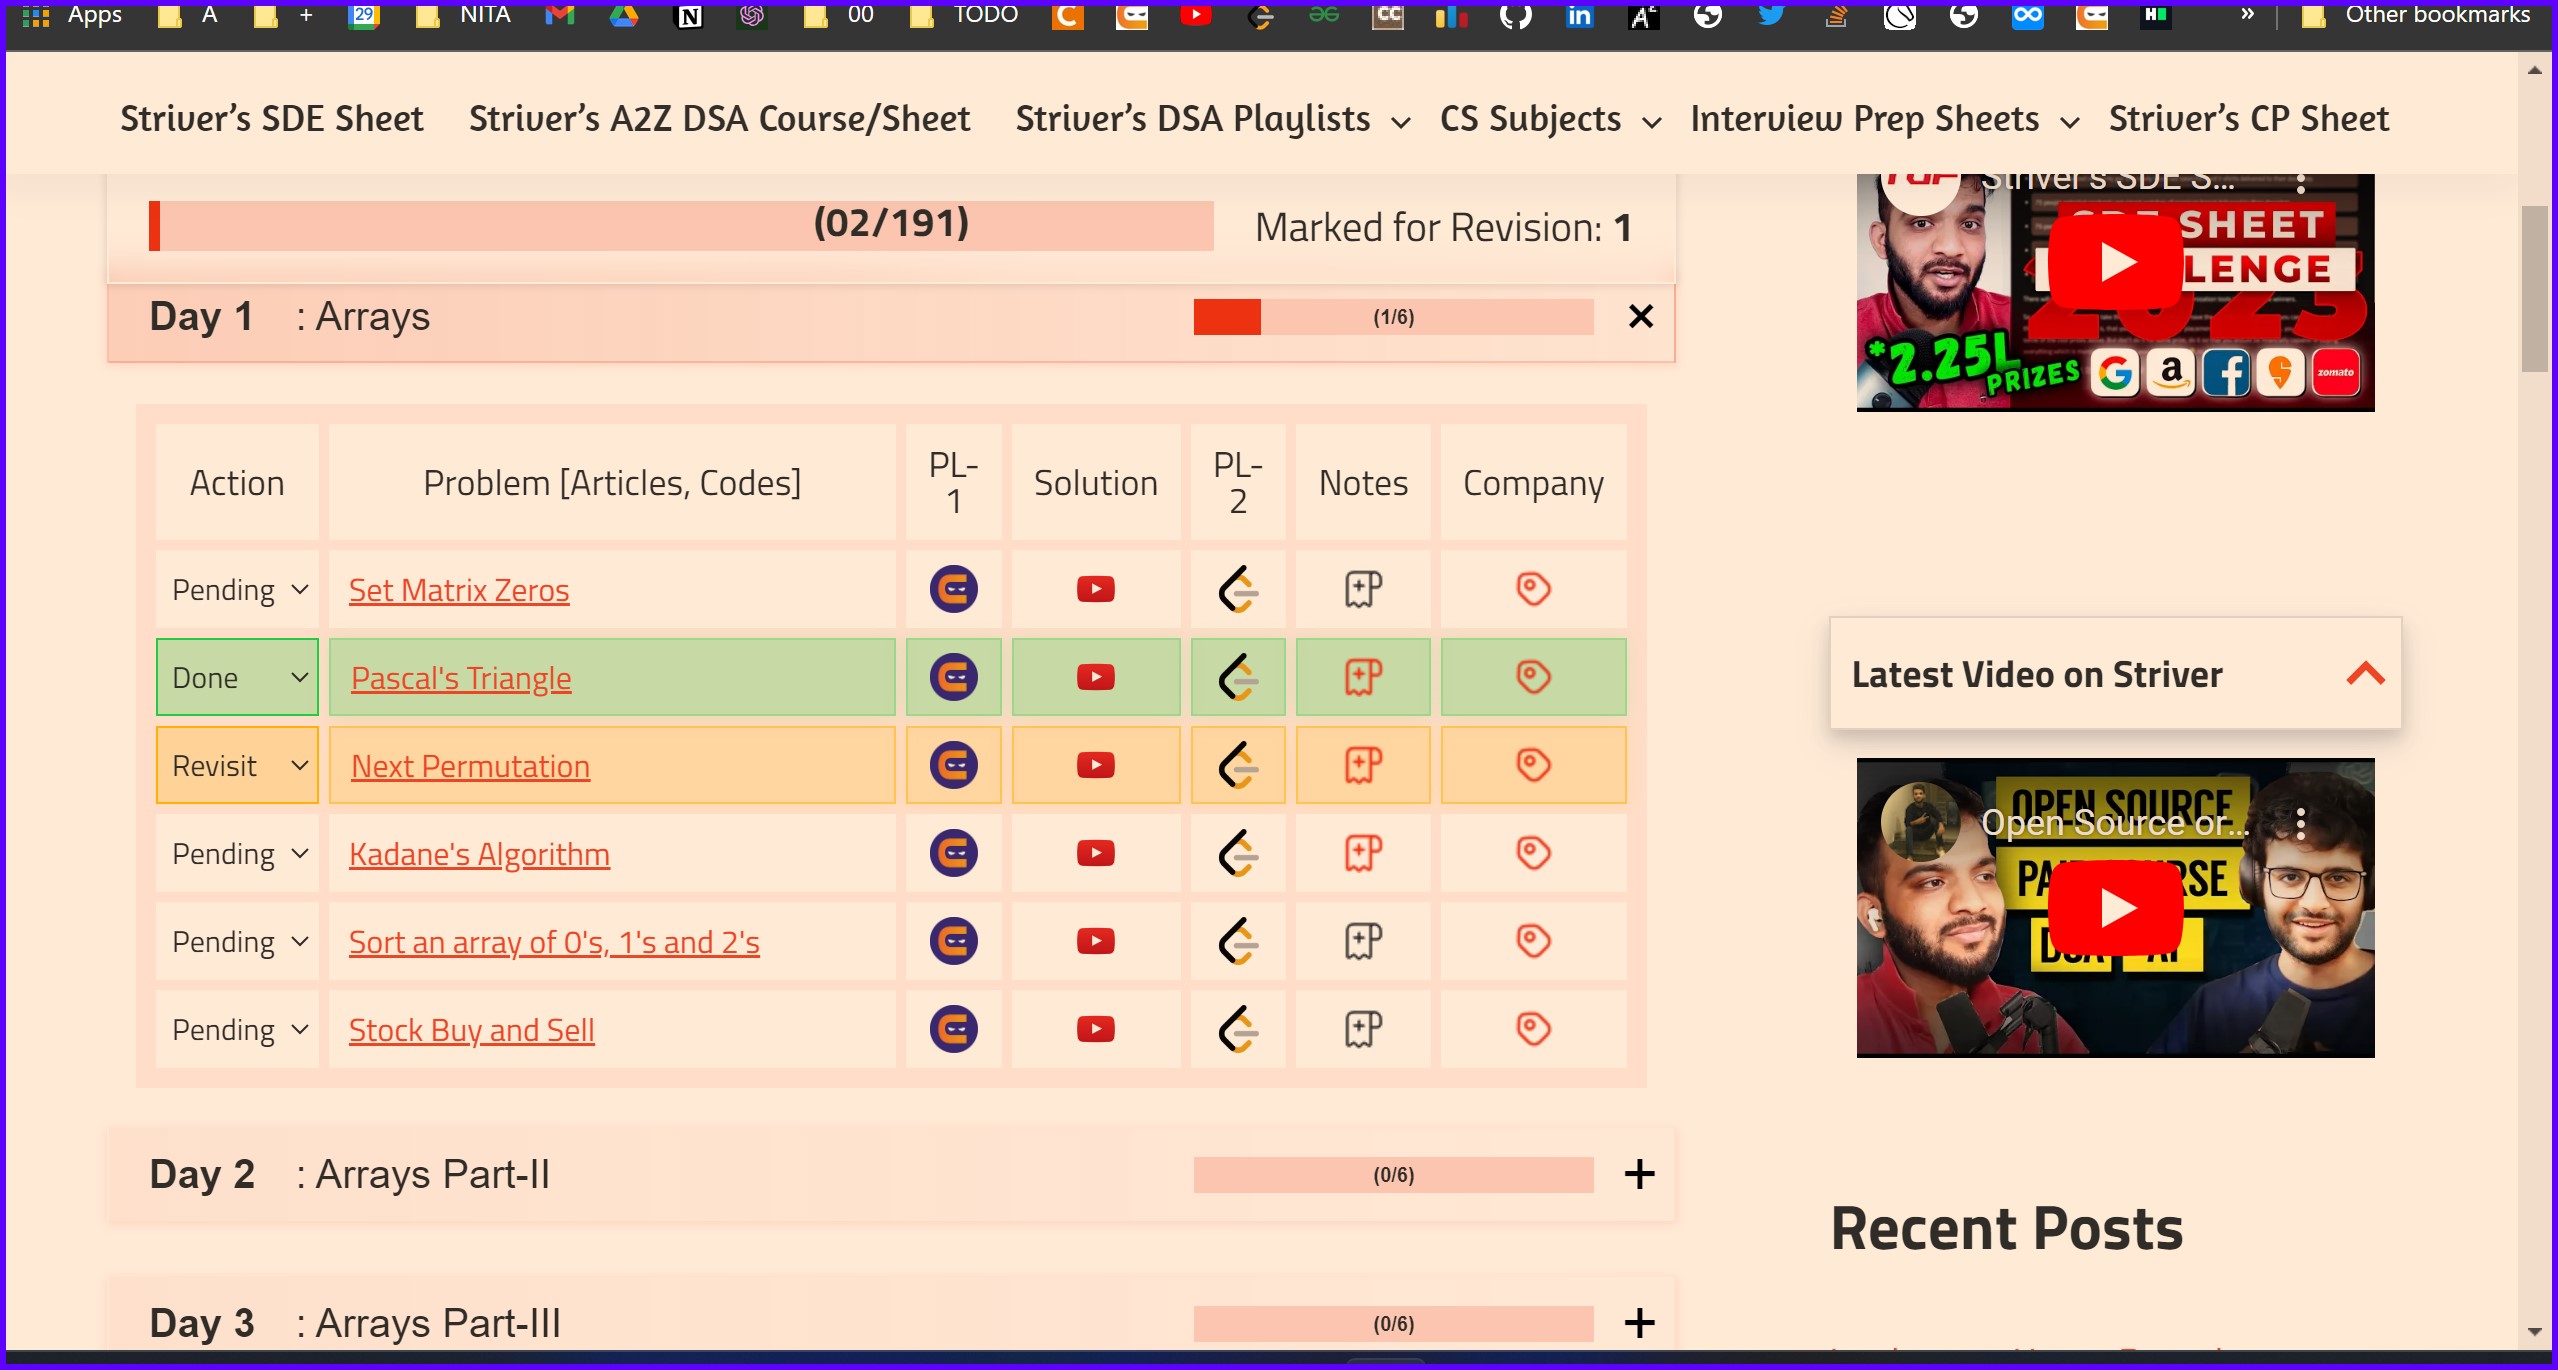 Apps A + 29 NITA 00 TODO Other bookmarks
Striver's SDE Sheet Striver's A2Z DSA Course/Sheet Striver's DSA Playlists CS Subjects Interview Prep Sheets Striver's CP Sheet
(02/191) Marked for Revision: 1
Day 1 : Arrays (1/6)
Action Problem [Articles, Codes] PL-1 Solution PL-2 Notes Company
Pending Set Matrix Zeros
Done Pascal's Triangle
Revisit Next Permutation
Pending Kadane's Algorithm
Pending Sort an array of 0's, 1's and 2's
Pending Stock Buy and Sell
Day 2 : Arrays Part-II (0/6)
Day 3 : Arrays Part-III (0/6)
Striver's SDE S...
SHEET
LENGE
2023
*2.25L PRIZES
zomato
Latest Video on Striver
OPEN SOURCE
Open Source or...
Recent Posts